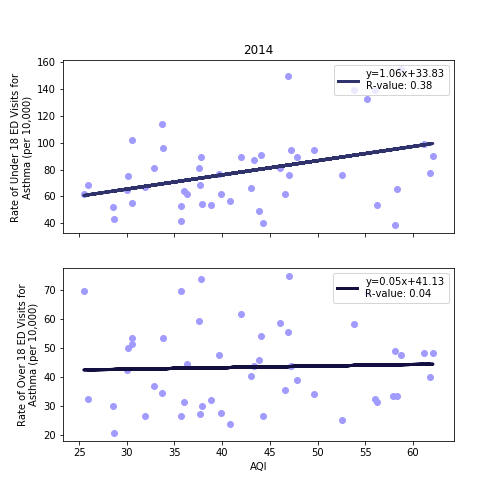 2014
Rate of Under 18 ED Visits for
Asthma (per 10,000)
160
140
120
100
80
60
40
y=1.06x+33.83
R-value: 0.38
Rate of Over 18 ED Visits for
Asthma (per 10,000)
70
60
50
40
30
20
y=0.05x+41.13
R-value: 0.04
25 30 35 40 45 50 55 60
AQI